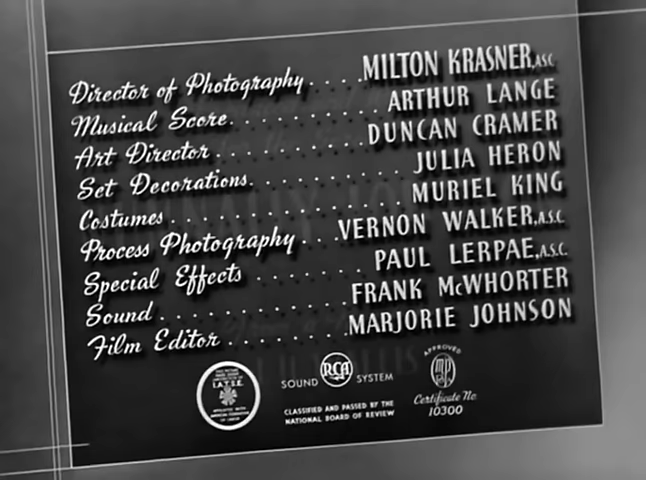 Director of Photography . . . . MILTON KRASNER, A.S.C.
Musical Score . . . . . . . . . . ARTHUR LANGE
Art Director . . . . . . . . . . . DUNCAN CRAMER
Set Decorations . . . . . . . . . . . JULIA HERON
Costumes . . . . . . . . . . . . . . . MURIEL KING
Process Photography . . . VERNON WALKER, A.S.C.
Special Effects . . . . . . . PAUL LERPAE, A.S.C.
Sound . . . . . . . . . . . . FRANK McWHORTER
Film Editor . . . . . . . . . MARJORIE JOHNSON
I.A.T.S.E.
SOUND RCA SYSTEM
APPROVED
CLASSIFIED AND PASSED BY THE
NATIONAL BOARD OF REVIEW
Certificate No.
10300